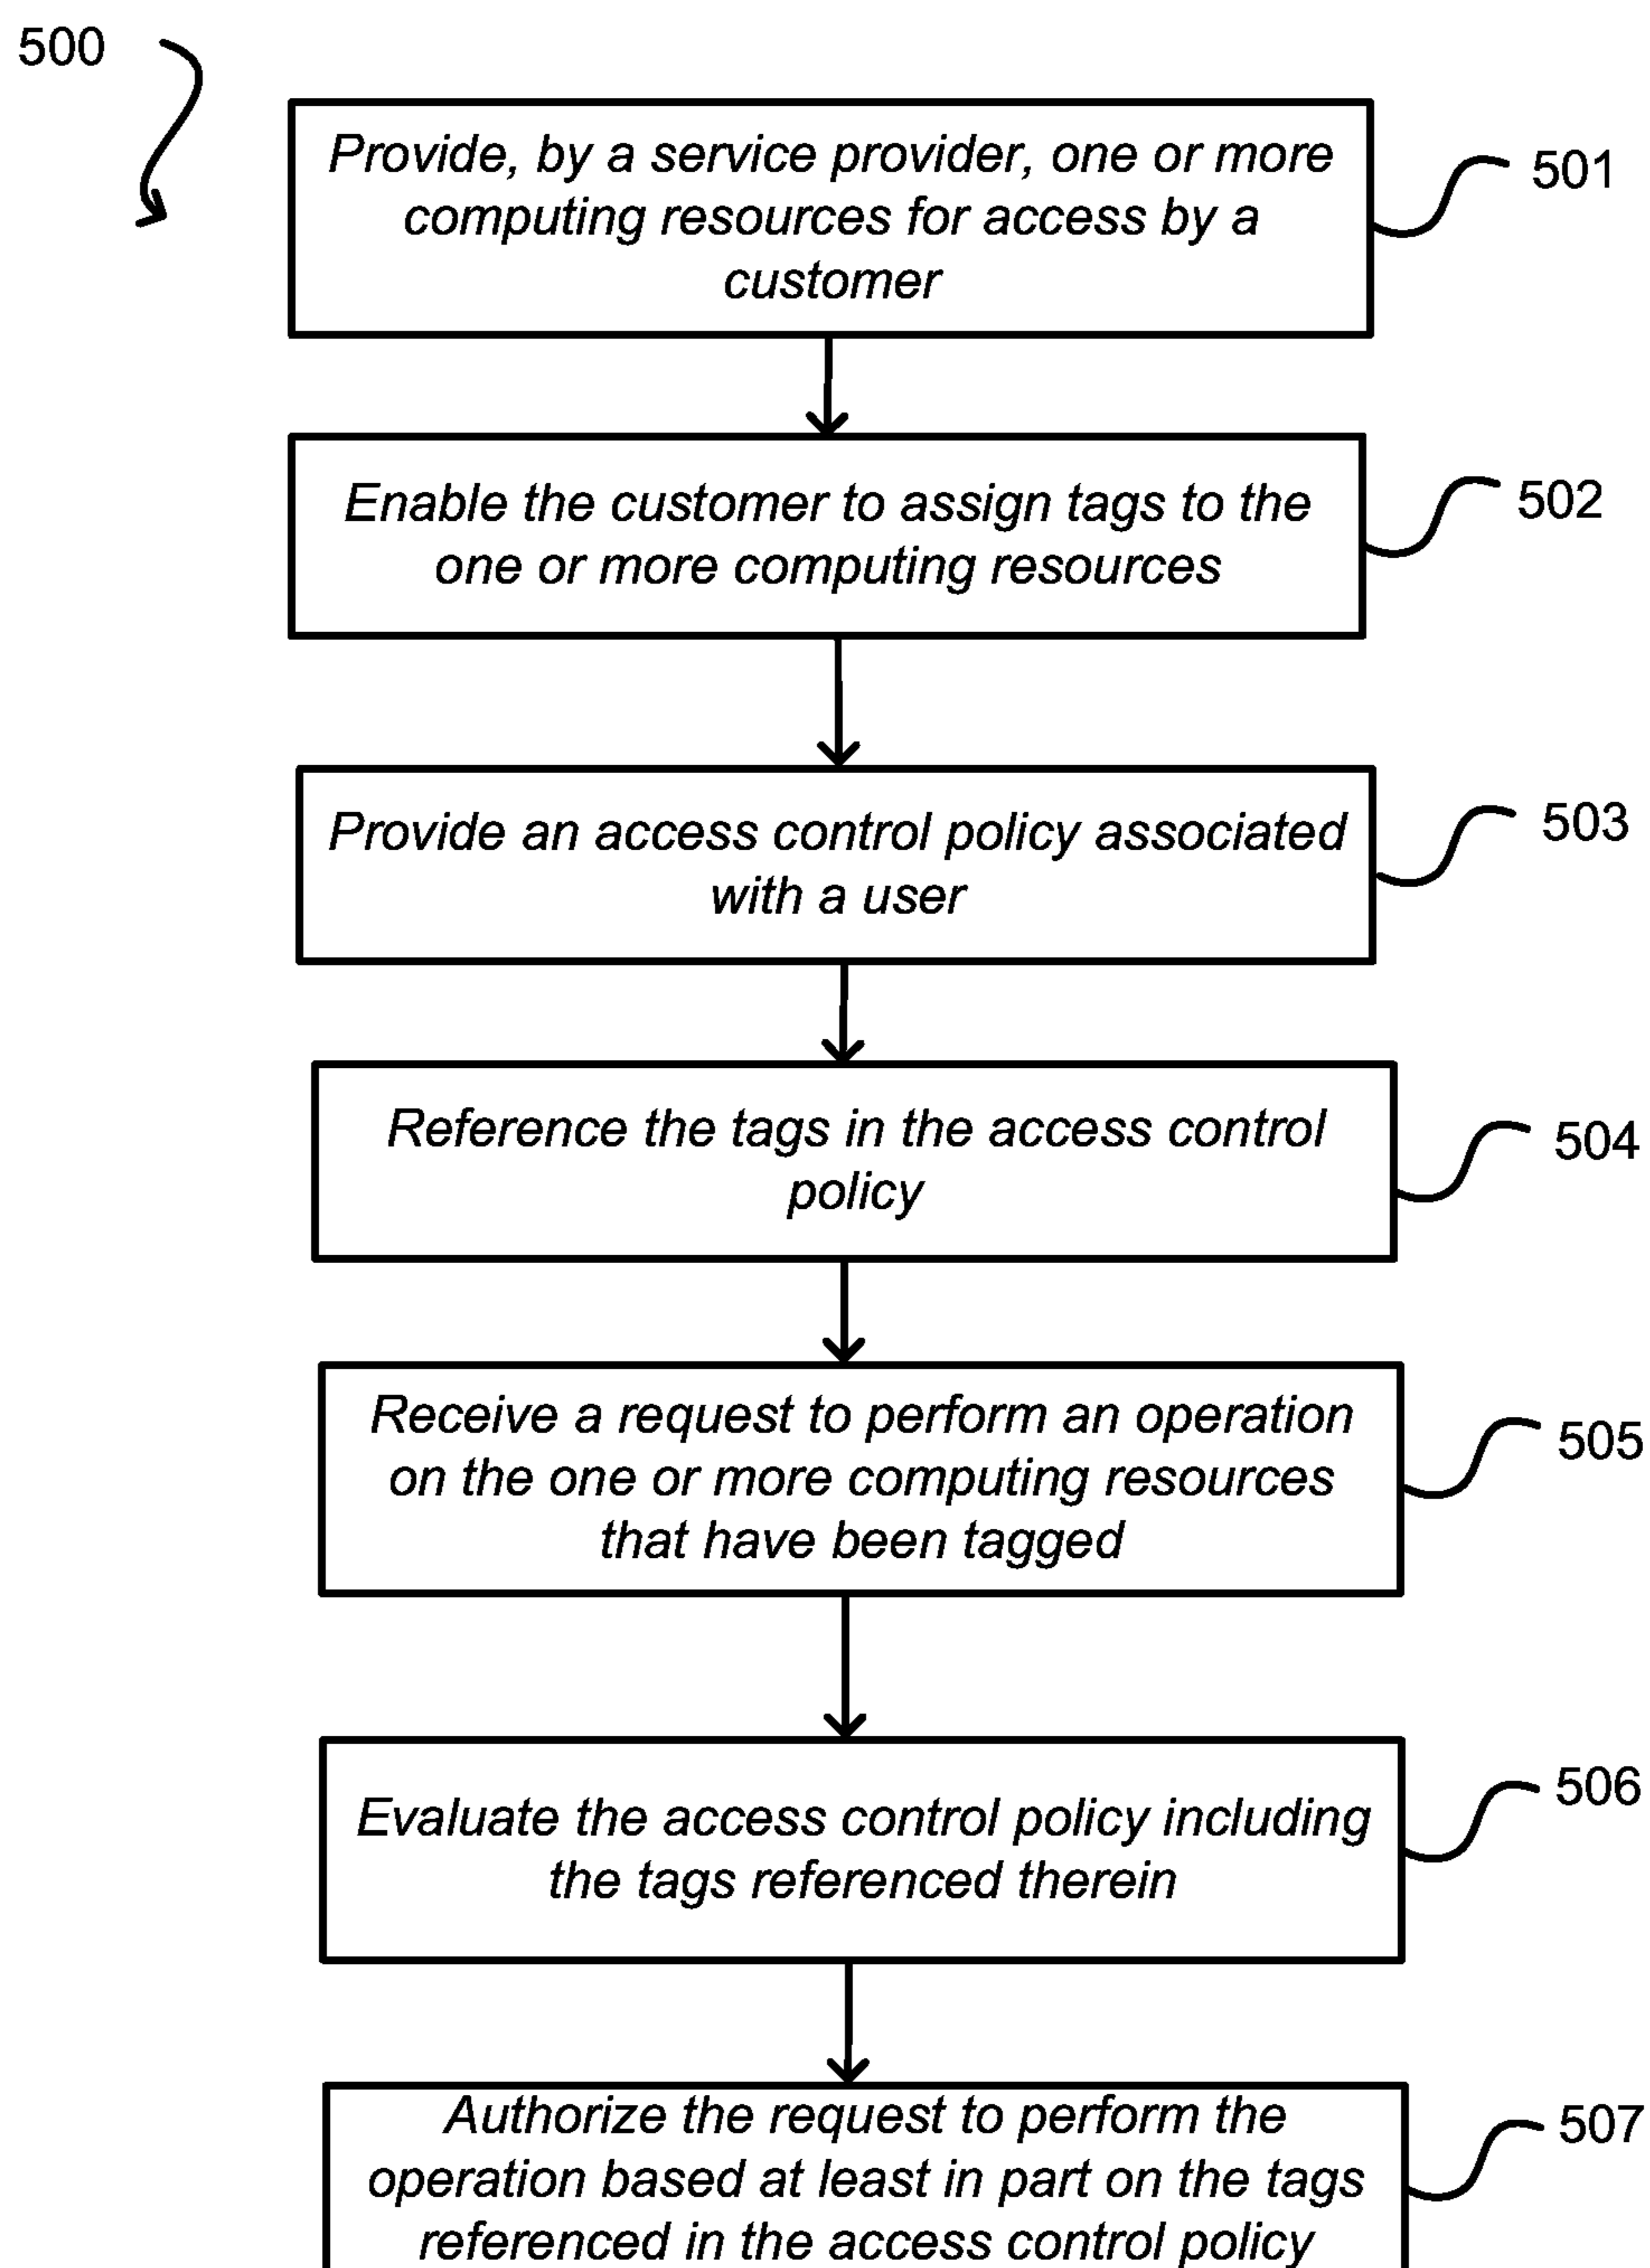 500
Provide, by a service provider, one or more
computing resources for access by a
customer
501
Enable the customer to assign tags to the
one or more computing resources
502
Provide an access control policy associated
with a user
503
Reference the tags in the access control
policy
504
Receive a request to perform an operation
on the one or more computing resources
that have been tagged
505
Evaluate the access control policy including
the tags referenced therein
506
Authorize the request to perform the
operation based at least in part on the tags
referenced in the access control policy
507